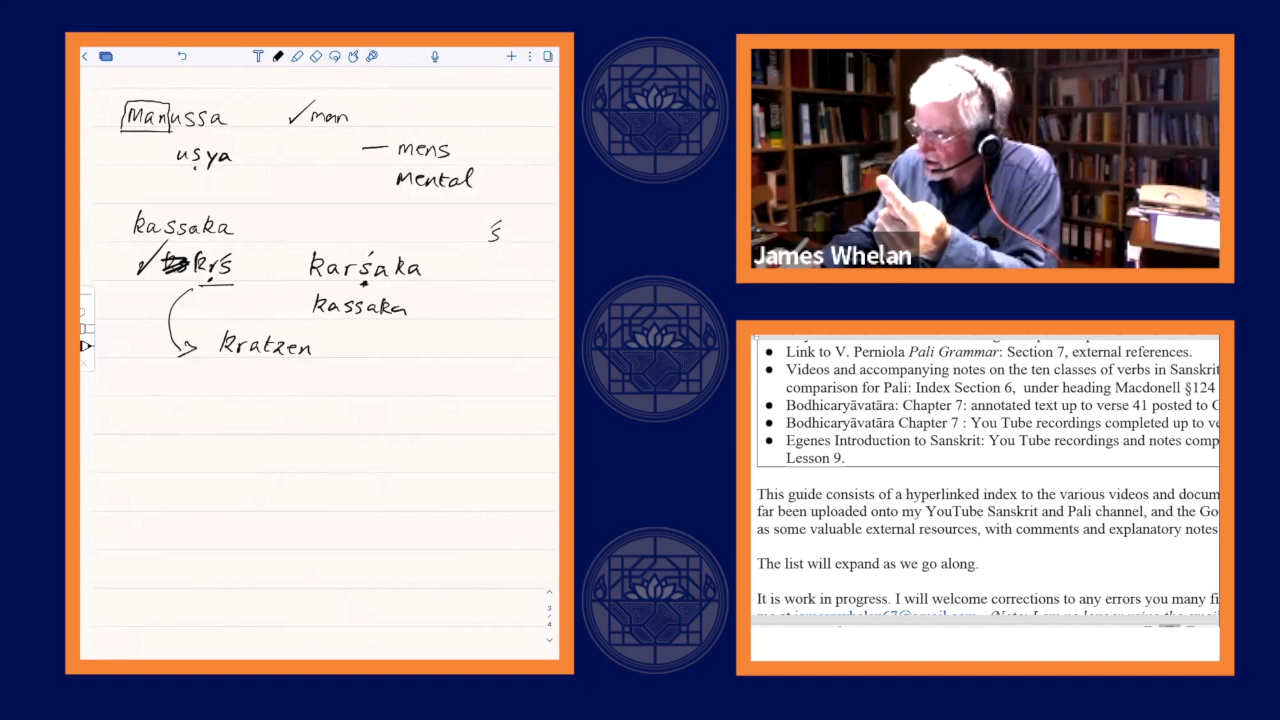 Manussa √man
uṣya — mens
mental
kassaka ś
√kṛś karśaka
kassaka
kratzen
James Whelan
● Link to V. Perniola Pali Grammar: Section 7, external references.
● Videos and accompanying notes on the ten classes of verbs in Sanskrit
comparison for Pali: Index Section 6, under heading Macdonell §124
● Bodhicaryāvatāra: Chapter 7: annotated text up to verse 41 posted to
● Bodhicaryāvatāra Chapter 7 : You Tube recordings completed up to
● Egenes Introduction to Sanskrit: You Tube recordings and notes comp
Lesson 9.
This guide consists of a hyperlinked index to the various videos and docum
far been uploaded onto my YouTube Sanskrit and Pali channel, and the Go
as some valuable external resources, with comments and explanatory notes
The list will expand as we go along.
It is work in progress. I will welcome corrections to any errors you many fi